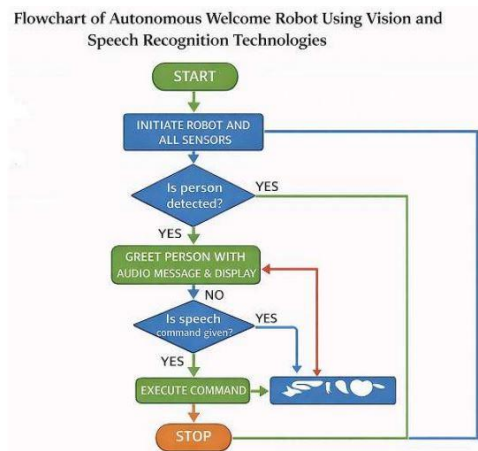 Flowchart of Autonomous Welcome Robot Using Vision and
Speech Recognition Technologies
START
INITIATE ROBOT AND
ALL SENSORS
Is person
detected?
YES
YES
GREET PERSON WITH
AUDIO MESSAGE & DISPLAY
NO
Is speech
command given?
YES
YES
EXECUTE COMMAND
STOP